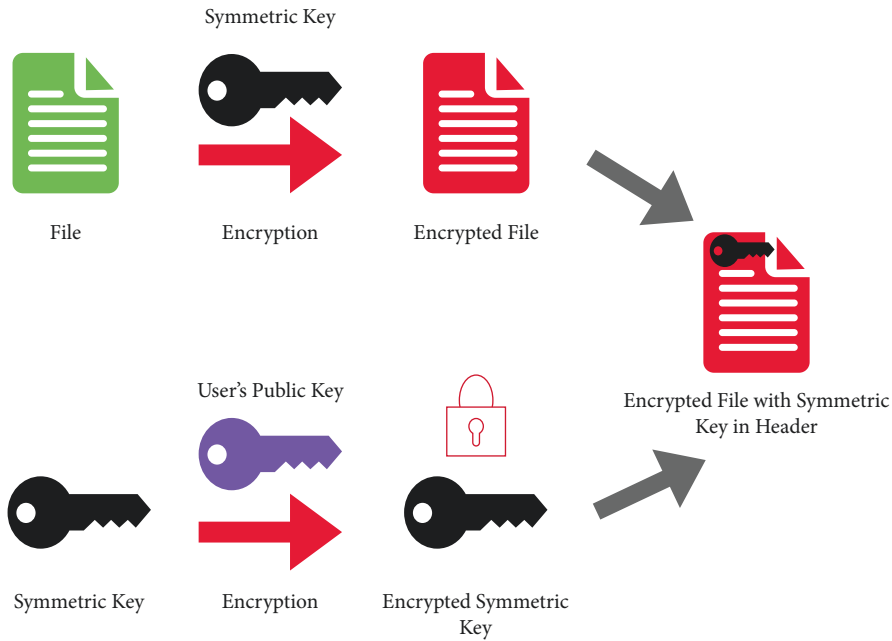 Symmetric Key
File
Encryption
Encrypted File
User's Public Key
Encrypted File with Symmetric
Key in Header
Symmetric Key
Encryption
Encrypted Symmetric
Key